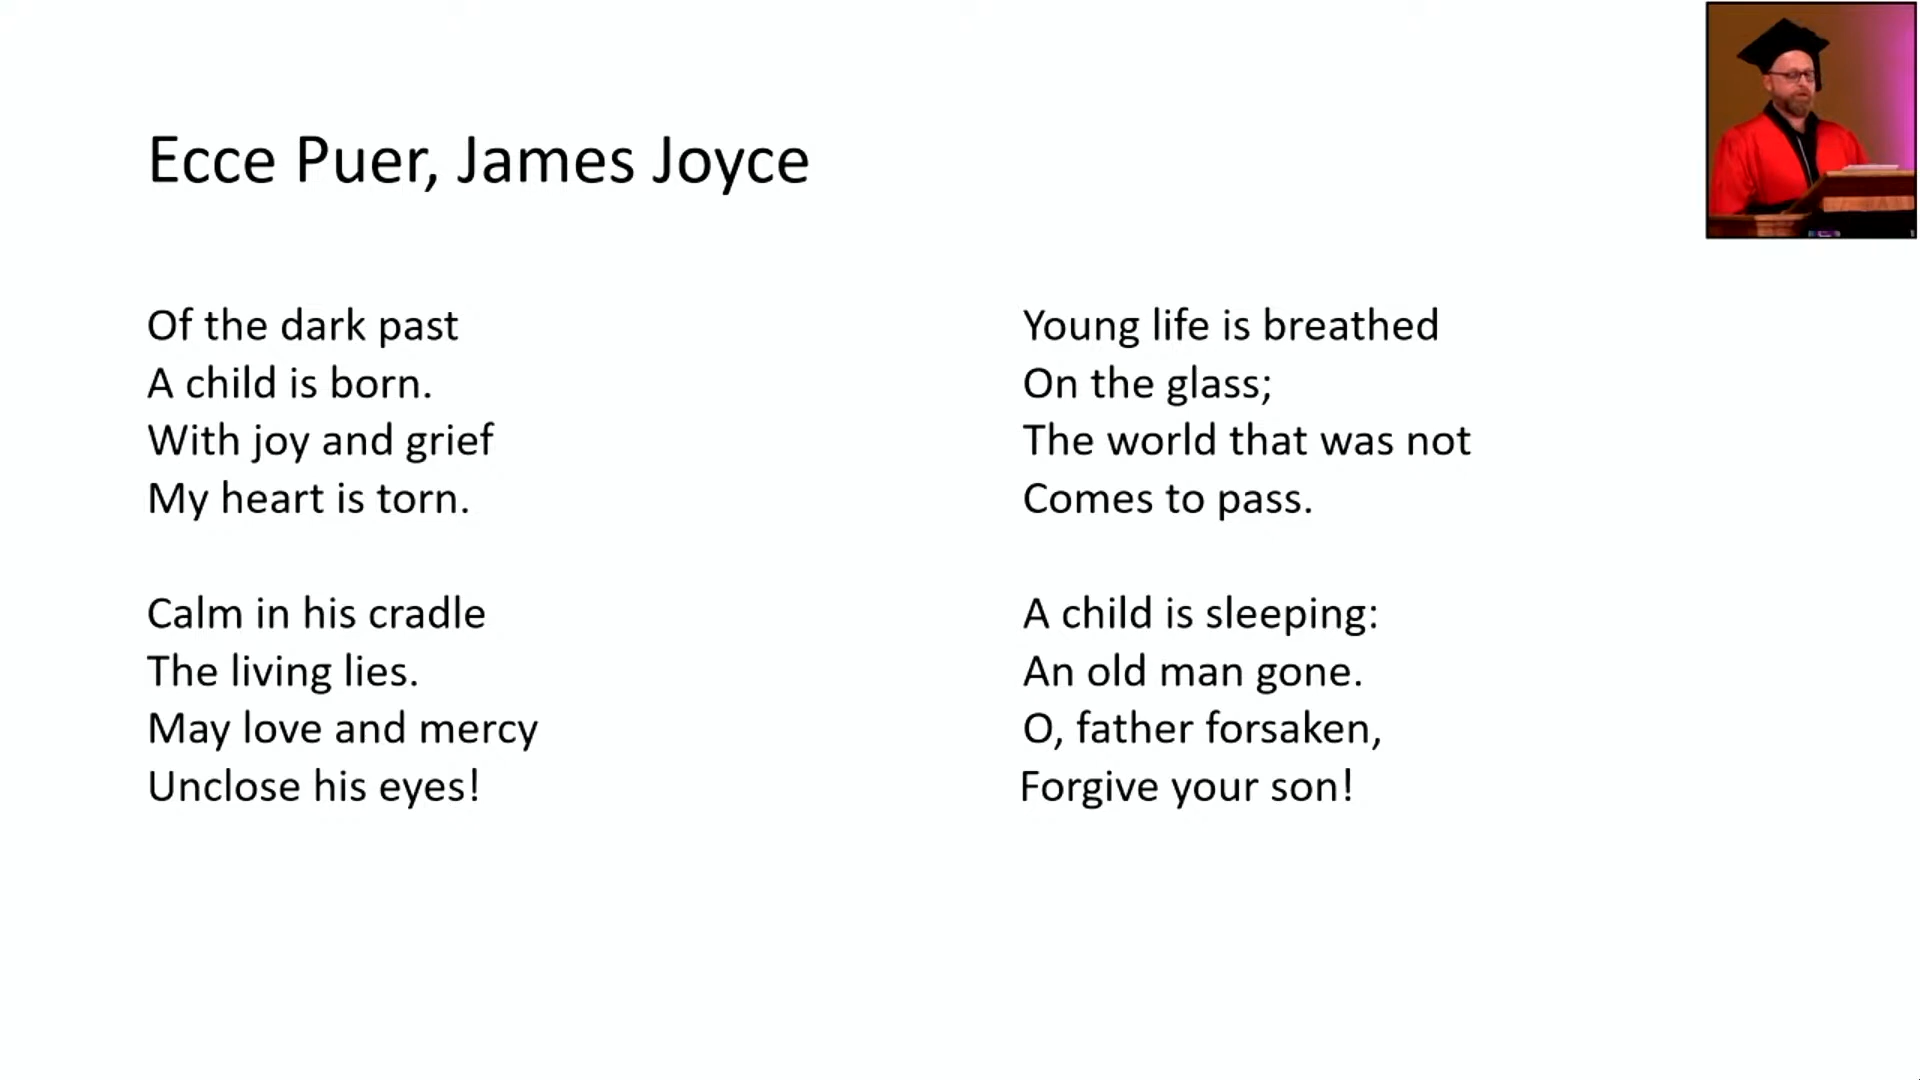 Ecce Puer, James Joyce
Of the dark past
A child is born.
With joy and grief
My heart is torn.
Calm in his cradle
The living lies.
May love and mercy
Unclose his eyes!
Young life is breathed
On the glass;
The world that was not
Comes to pass.
A child is sleeping:
An old man gone.
O, father forsaken,
Forgive your son!